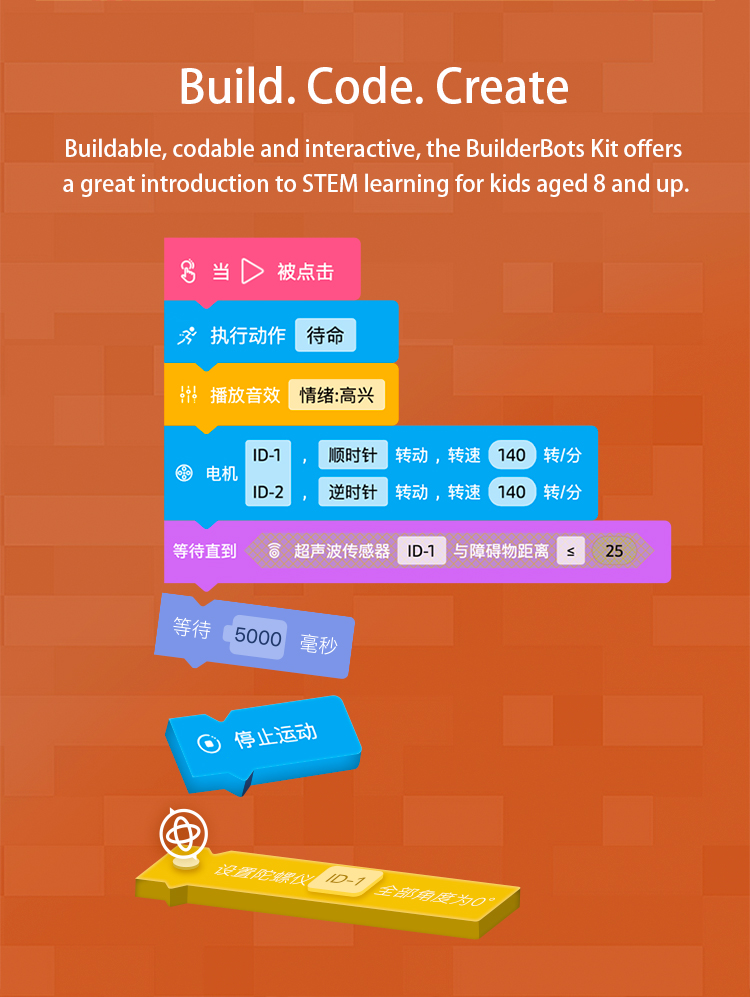 Build. Code. Create
Buildable, codable and interactive, the BuilderBots Kit offers
a great introduction to STEM learning for kids aged 8 and up.
当 被点击
执行动作 待命
播放音效 情绪:高兴
电机
ID-1 , 顺时针 转动 , 转速 140 转/分
ID-2 , 逆时针 转动 , 转速 140 转/分
等待直到 超声波传感器 ID-1 与障碍物距离 ≤ 25
等待 5000 毫秒
停止运动
设置陀螺仪 ID-1 全部角度为0°